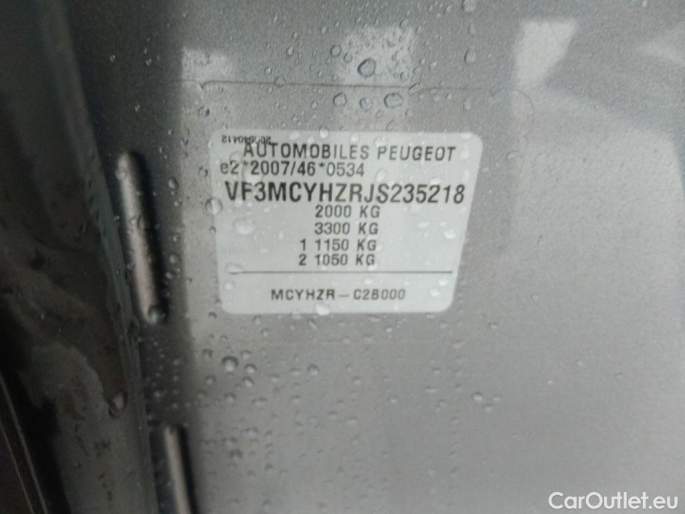 AUTOMOBILES PEUGEOT
e2*2007/46*0534
VF3MCYHZRJS235218
2000 KG
3300 KG
1 1150 KG
2 1050 KG
MCYHZR-C2B000
CarOutlet.eu